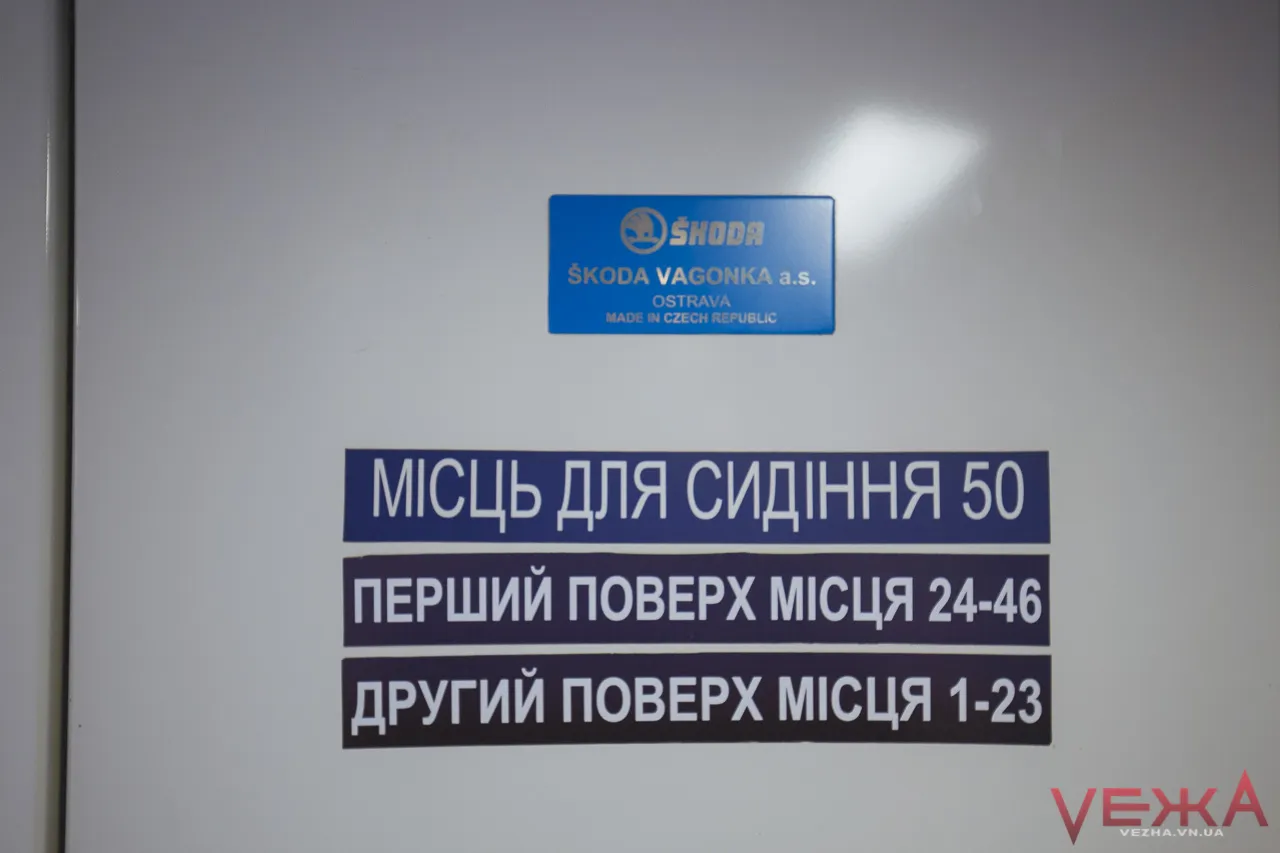 ŠKODA
ŠKODA VAGONKA a.s.
OSTRAVA
MADE IN CZECH REPUBLIC
МІСЦЬ ДЛЯ СИДІННЯ 50
ПЕРШИЙ ПОВЕРХ МІСЦЯ 24-46
ДРУГИЙ ПОВЕРХ МІСЦЯ 1-23
VЕЖА
VEZHA.VN.UA